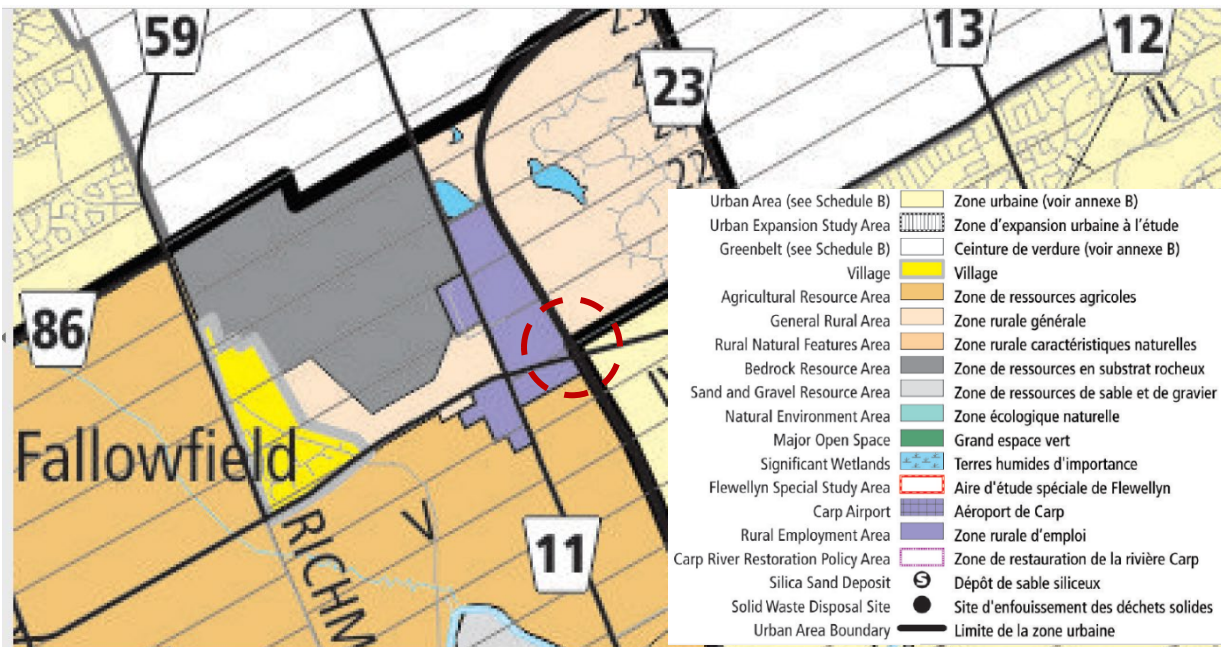 59
13
12
23
23
22
86
Fallowfield
RICHM
V
11
Urban Area (see Schedule B) Zone urbaine (voir annexe B)
Urban Expansion Study Area Zone d'expansion urbaine à l'étude
Greenbelt (see Schedule B) Ceinture de verdure (voir annexe B)
Village Village
Agricultural Resource Area Zone de ressources agricoles
General Rural Area Zone rurale générale
Rural Natural Features Area Zone rurale caractéristiques naturelles
Bedrock Resource Area Zone de ressources en substrat rocheux
Sand and Gravel Resource Area Zone de ressources de sable et de gravier
Natural Environment Area Zone écologique naturelle
Major Open Space Grand espace vert
Significant Wetlands Terres humides d'importance
Flewellyn Special Study Area Aire d'étude spéciale de Flewellyn
Carp Airport Aéroport de Carp
Rural Employment Area Zone rurale d'emploi
Carp River Restoration Policy Area Zone de restauration de la rivière Carp
Silica Sand Deposit S Dépôt de sable siliceux
Solid Waste Disposal Site Site d'enfouissement des déchets solides
Urban Area Boundary Limite de la zone urbaine